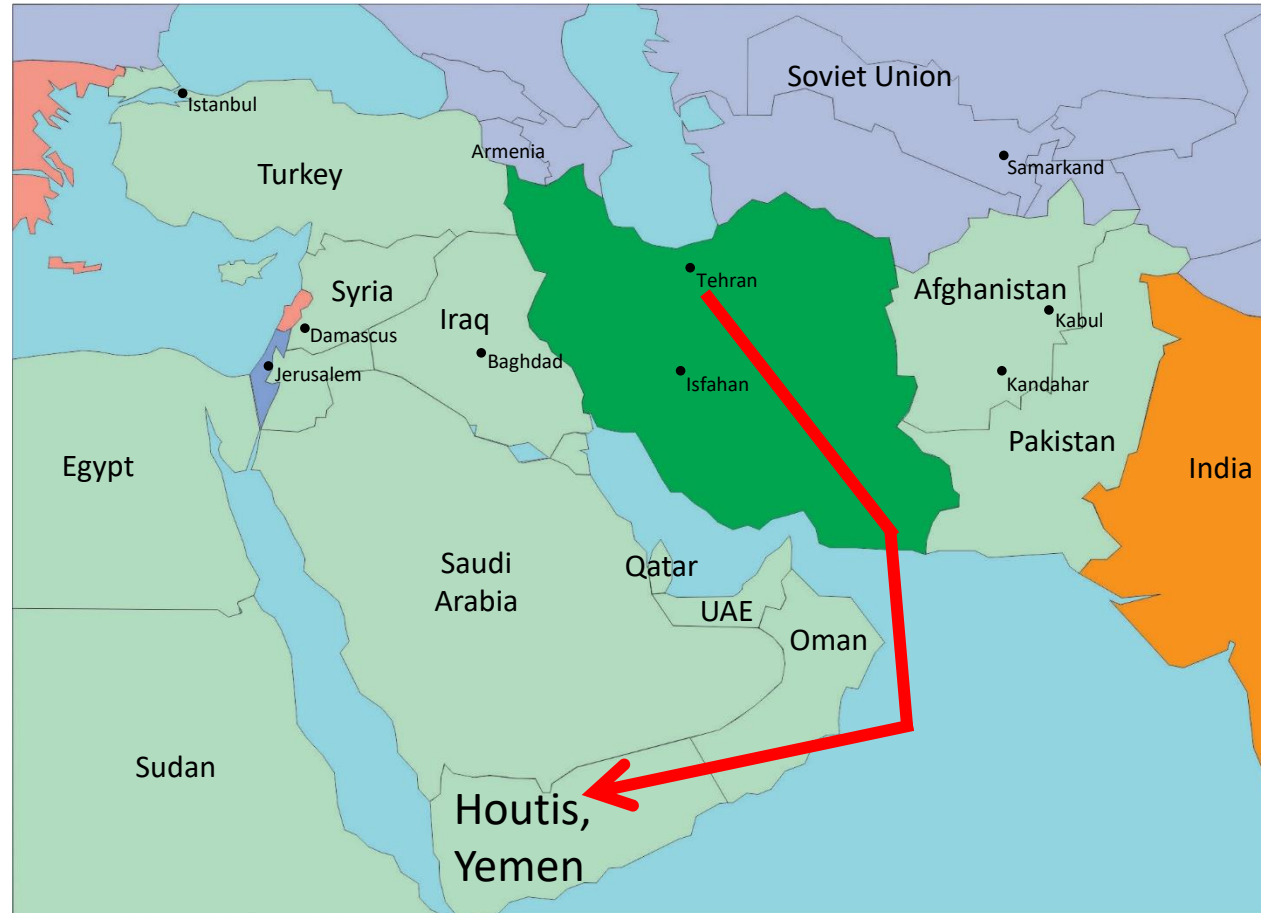 Soviet Union
Istanbul
Armenia
Samarkand
Turkey
Tehran
Syria
Afghanistan
Iraq
Kabul
Damascus
Baghdad
Jerusalem
Isfahan
Kandahar
Pakistan
Egypt
India
Saudi
Arabia
Qatar
UAE
Oman
Sudan
Houtis,
Yemen